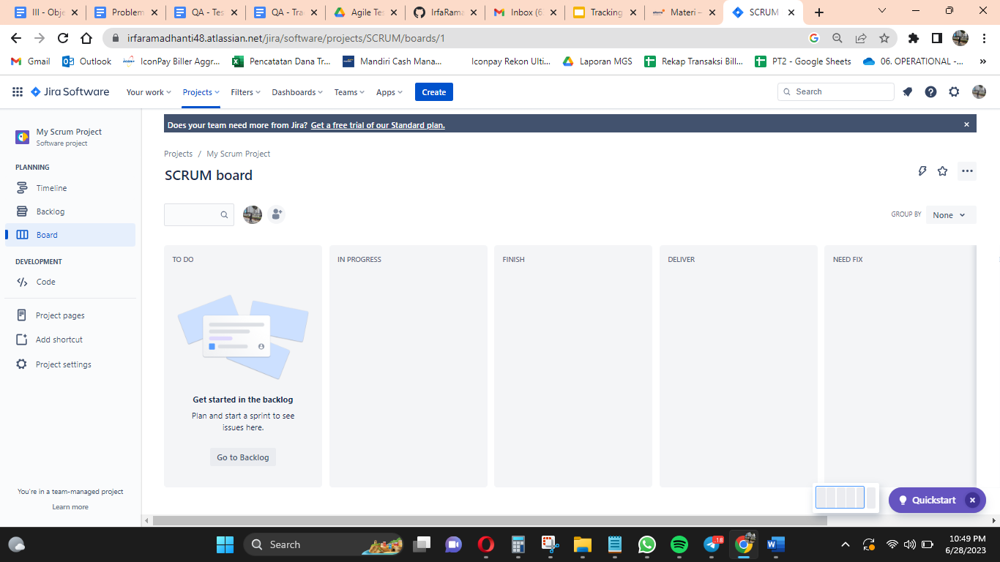 III - Obje
Problem
QA - Tes
QA - Tra
Agile Tes
IrfaRama
Inbox (6
Tracking
Materi –
SCRUM
irfaramadhanti48.atlassian.net/jira/software/projects/SCRUM/boards/1
Gmail
Outlook
IconPay Biller Aggr...
Pencatatan Dana Tr...
Mandiri Cash Mana...
Iconpay Rekon Ulti...
Laporan MGS
Rekap Transaksi Bill...
PT2 - Google Sheets
06. OPERATIONAL -...
Jira Software
Your work
Projects
Filters
Dashboards
Teams
Apps
Create
Search
My Scrum Project
Software project
PLANNING
Timeline
Backlog
Board
DEVELOPMENT
Code
Project pages
Add shortcut
Project settings
You're in a team-managed project
Learn more
Does your team need more from Jira? Get a free trial of our Standard plan.
Projects / My Scrum Project
SCRUM board
GROUP BY
None
TO DO
IN PROGRESS
FINISH
DELIVER
NEED FIX
Get started in the backlog
Plan and start a sprint to see
issues here.
Go to Backlog
Quickstart
Search
18
10:49 PM
6/28/2023